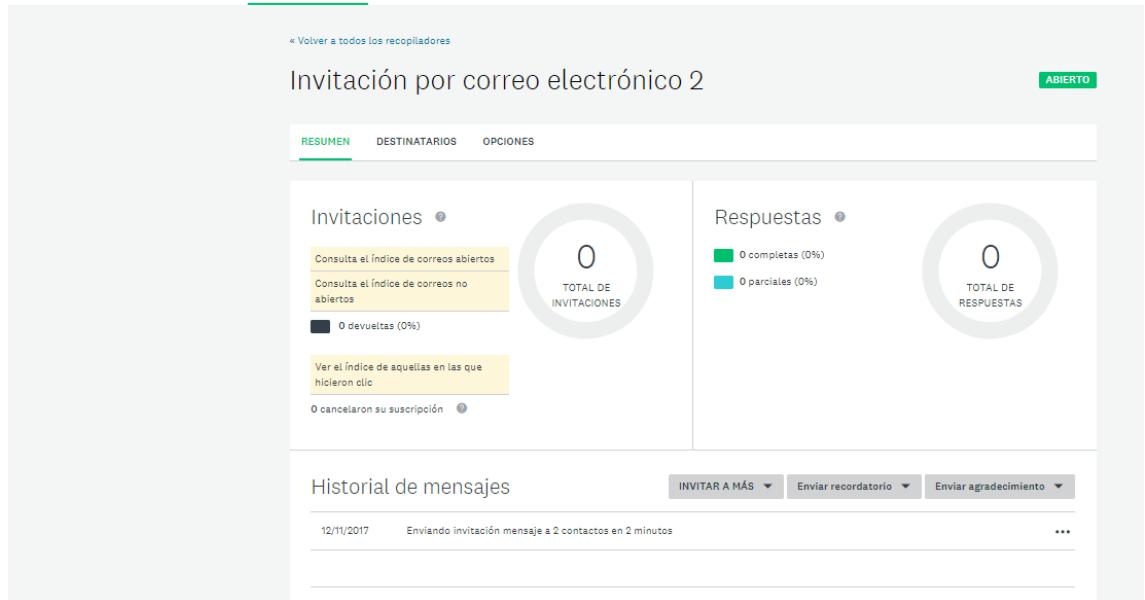 « Volver a todos los recopiladores
Invitación por correo electrónico 2
ABIERTO
RESUMEN DESTINATARIOS OPCIONES
Invitaciones
Consulta el índice de correos abiertos
Consulta el índice de correos no
abiertos
0 devueltas (0%)
Ver el índice de aquellas en las que
hicieron clic
0 cancelaron su suscripción
0
TOTAL DE
INVITACIONES
Respuestas
0 completas (0%)
0 parciales (0%)
0
TOTAL DE
RESPUESTAS
Historial de mensajes
INVITAR A MÁS Enviar recordatorio Enviar agradecimiento
12/11/2017 Enviando invitación mensaje a 2 contactos en 2 minutos